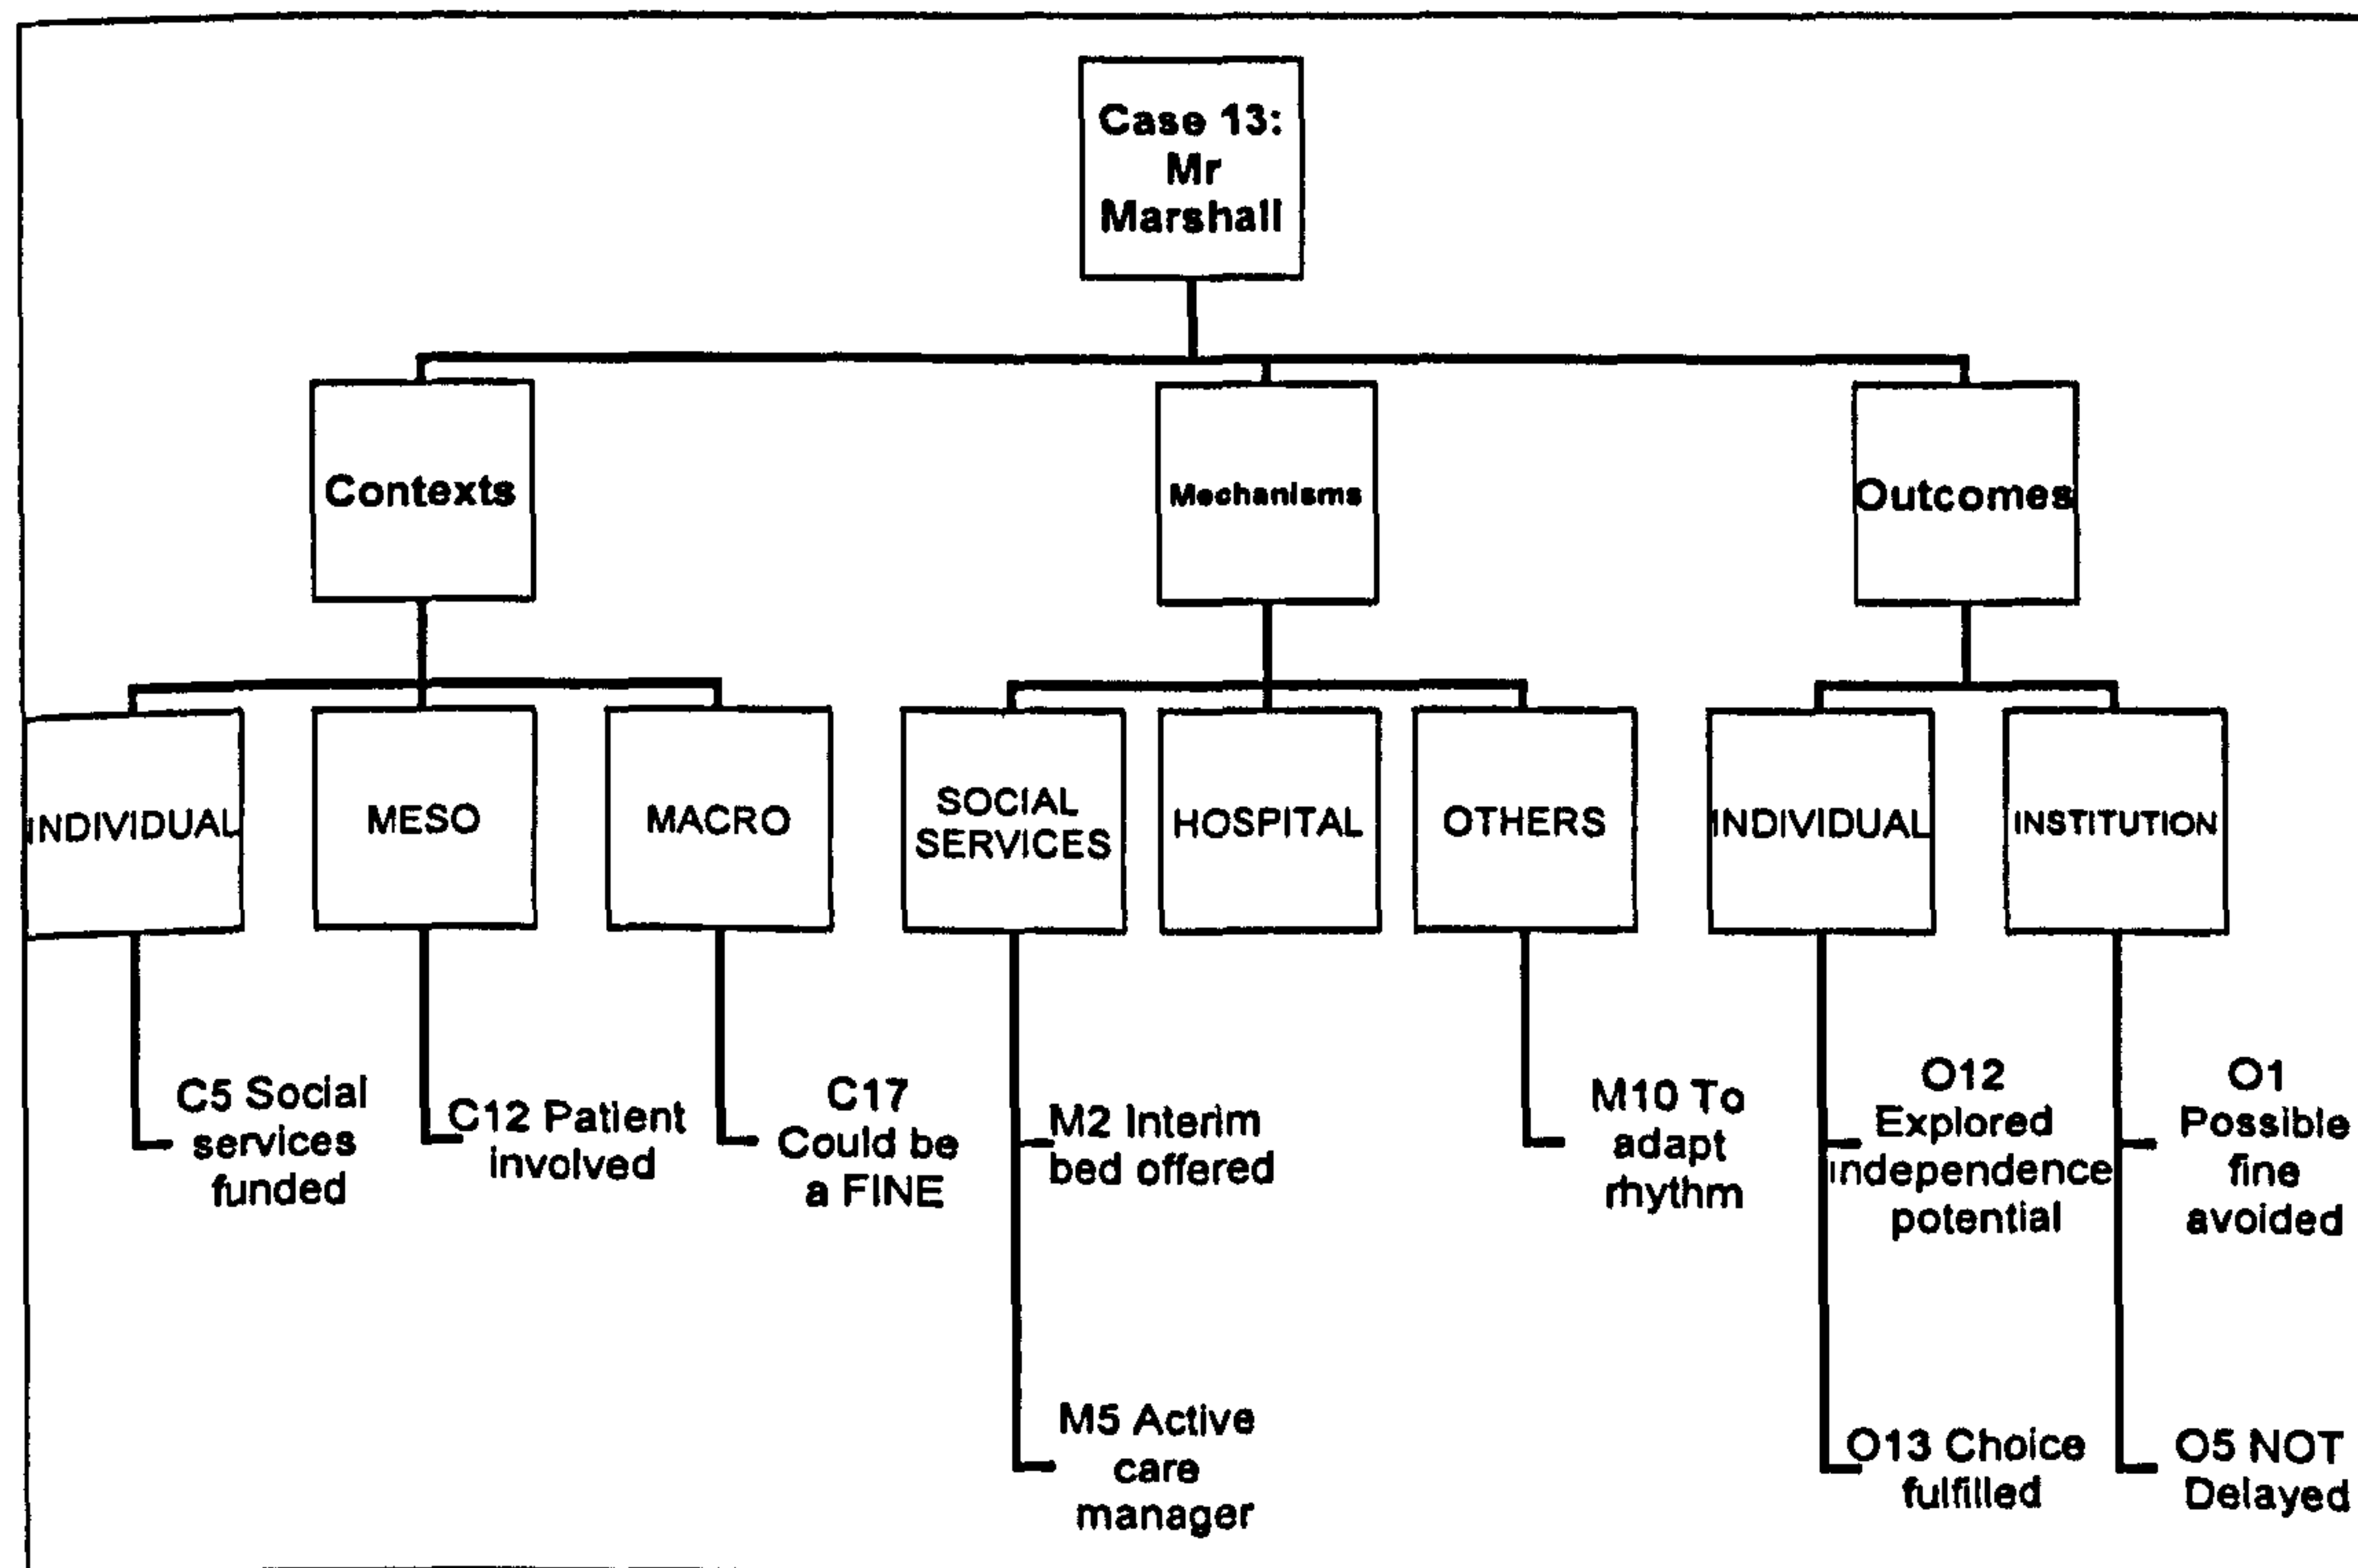 Case 13:
Mr
Marshall
Contexts
Mechanisms
Outcomes
INDIVIDUAL
MESO
MACRO
SOCIAL
SERVICES
HOSPITAL
OTHERS
INDIVIDUAL
INSTITUTION
C5 Social
services
funded
C12 Patient
involved
C17
Could be
a FINE
M2 Interim
bed offered
M5 Active
care
manager
M10 To
adapt
rhythm
O12
Explored
independence
potential
O13 Choice
fulfilled
O1
Possible
fine
avoided
O5 NOT
Delayed